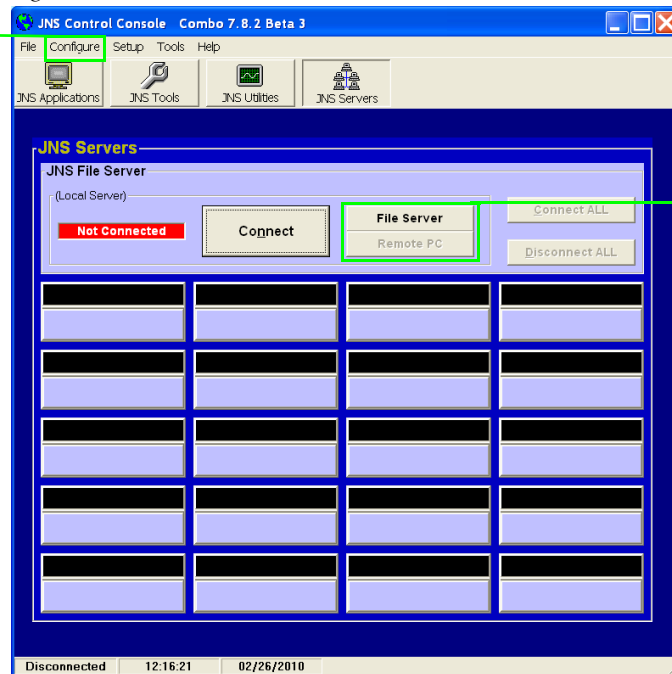 JNS Control Console Combo 7.8.2 Beta 3
File Configure Setup Tools Help
JNS Applications JNS Tools JNS Utilities JNS Servers
JNS Servers
JNS File Server
(Local Server)
Not Connected
Connect
File Server
Remote PC
Connect ALL
Disconnect ALL
Disconnected 12:16:21 02/26/2010